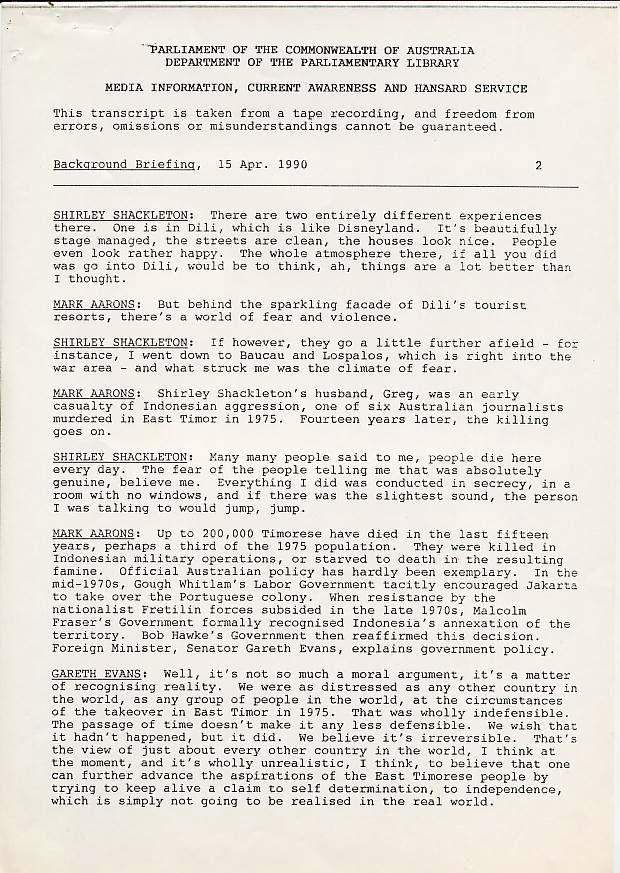 PARLIAMENT OF THE COMMONWEALTH OF AUSTRALIA
DEPARTMENT OF THE PARLIAMENTARY LIBRARY
MEDIA INFORMATION, CURRENT AWARENESS AND HANSARD SERVICE
This transcript is taken from a tape recording, and freedom from
errors, omissions or misunderstandings cannot be guaranteed.
Background Briefing, 15 Apr. 1990 2
SHIRLEY SHACKLETON: There are two entirely different experiences
there. One is in Dili, which is like Disneyland. It's beautifully
stage managed, the streets are clean, the houses look nice. People
even look rather happy. The whole atmosphere there, if all you did
was go into Dili, would be to think, ah, things are a lot better than
I thought.
MARK AARONS: But behind the sparkling facade of Dili's tourist
resorts, there's a world of fear and violence.
SHIRLEY SHACKLETON: If however, they go a little further afield - for
instance, I went down to Baucau and Lospalos, which is right into the
war area - and what struck me was the climate of fear.
MARK AARONS: Shirley Shackleton's husband, Greg, was an early
casualty of Indonesian aggression, one of six Australian journalists
murdered in East Timor in 1975. Fourteen years later, the killing
goes on.
SHIRLEY SHACKLETON: Many many people said to me, people die here
every day. The fear of the people telling me that was absolutely
genuine, believe me. Everything I did was conducted in secrecy, in a
room with no windows, and if there was the slightest sound, the person
I was talking to would jump, jump.
MARK AARONS: Up to 200,000 Timorese have died in the last fifteen
years, perhaps a third of the 1975 population. They were killed in
Indonesian military operations, or starved to death in the resulting
famine. Official Australian policy has hardly been exemplary. In the
mid-1970s, Gough Whitlam's Labor Government tacitly encouraged Jakarta
to take over the Portuguese colony. When resistance by the
nationalist Fretilin forces subsided in the late 1970s, Malcolm
Fraser's Government formally recognised Indonesia's annexation of the
territory. Bob Hawke's Government then reaffirmed this decision.
Foreign Minister, Senator Gareth Evans, explains government policy.
GARETH EVANS: Well, it's not so much a moral argument, it's a matter
of recognising reality. We were as distressed as any other country in
the world, as any group of people in the world, at the circumstances
of the takeover in East Timor in 1975. That was wholly indefensible.
The passage of time doesn't make it any less defensible. We wish that
it hadn't happened, but it did. We believe it's irreversible. That's
the view of just about every other country in the world, I think at
the moment, and it's wholly unrealistic, I think, to believe that one
can further advance the aspirations of the East Timorese people by
trying to keep alive a claim to self determination, to independence,
which is simply not going to be realised in the real world.